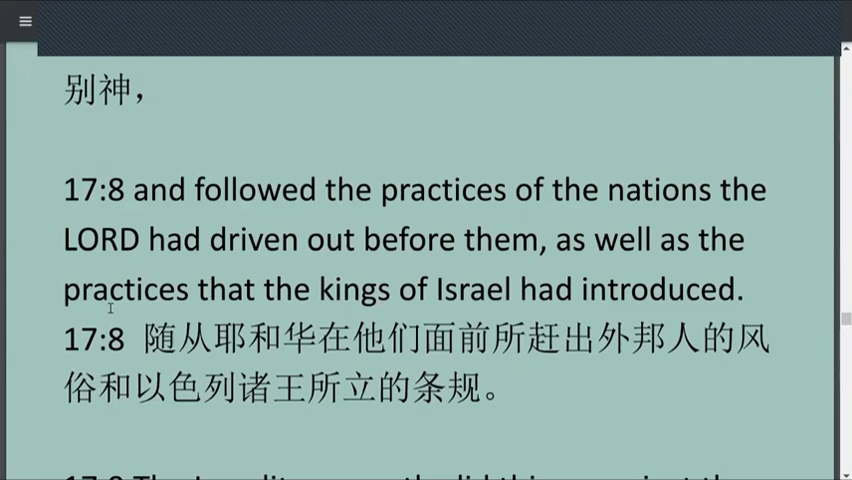 别神，
17:8 and followed the practices of the nations the
LORD had driven out before them, as well as the
practices that the kings of Israel had introduced.
17:8 随从耶和华在他们面前所赶出外邦人的风
俗和以色列诸王所立的条规。